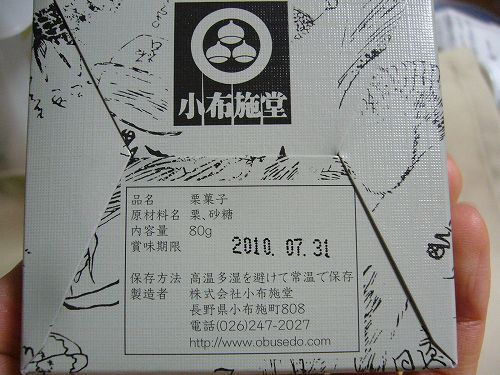 小布施堂
品名 栗菓子
原材料名 栗、砂糖
内容量 80g
賞味期限 2010.07.31
保存方法 高温多湿を避けて常温で保存
製造者 株式会社小布施堂
長野県小布施町808
電話(026)247-2027
http://www.obusedo.com/